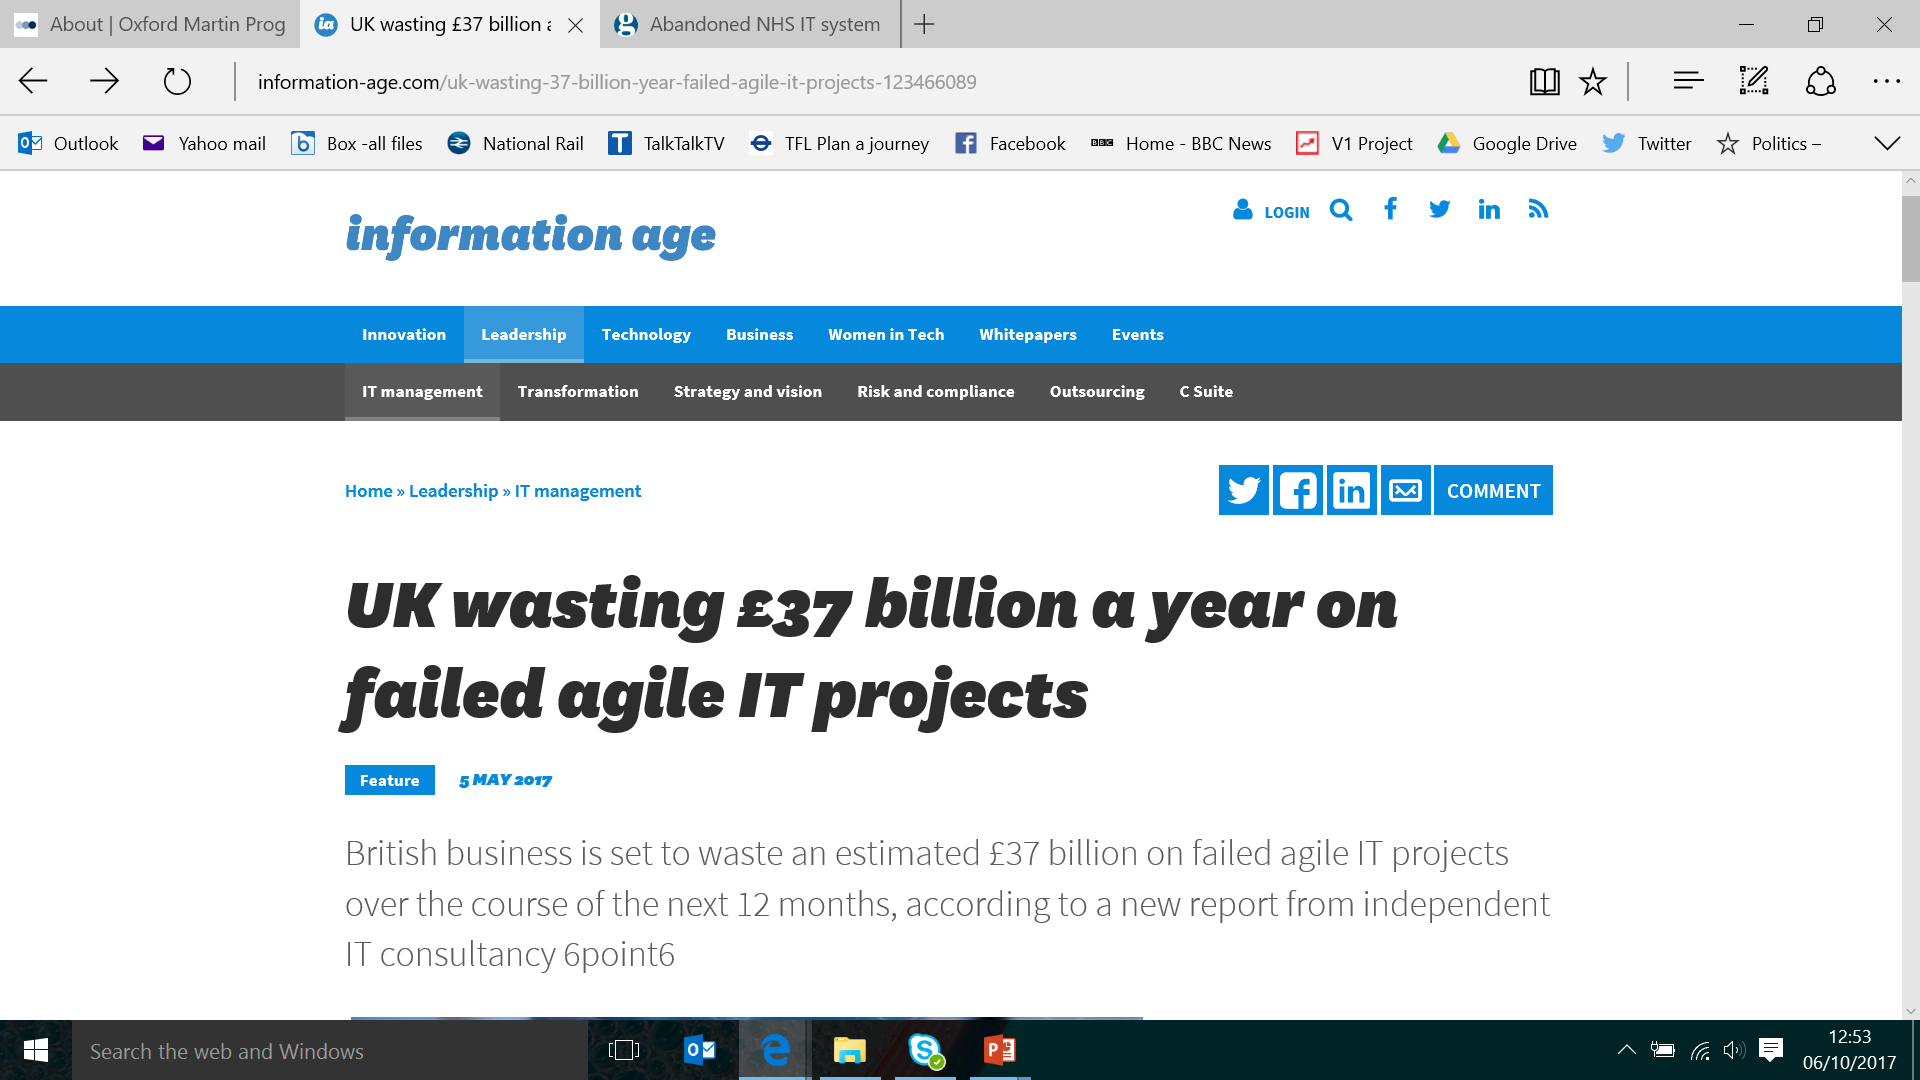 About | Oxford Martin Prog
ia
UK wasting £37 billion a
Abandoned NHS IT system
information-age.com/uk-wasting-37-billion-year-failed-agile-it-projects-123466089
Outlook
Yahoo mail
Box -all files
National Rail
TalkTalkTV
TFL Plan a journey
Facebook
BBC
Home - BBC News
V1 Project
Google Drive
Twitter
Politics –
information age
LOGIN
Innovation
Leadership
Technology
Business
Women in Tech
Whitepapers
Events
IT management
Transformation
Strategy and vision
Risk and compliance
Outsourcing
C Suite
Home » Leadership » IT management
COMMENT
UK wasting £37 billion a year on
failed agile IT projects
Feature
5 MAY 2017
British business is set to waste an estimated £37 billion on failed agile IT projects
over the course of the next 12 months, according to a new report from independent
IT consultancy 6point6
Search the web and Windows
12:53
06/10/2017